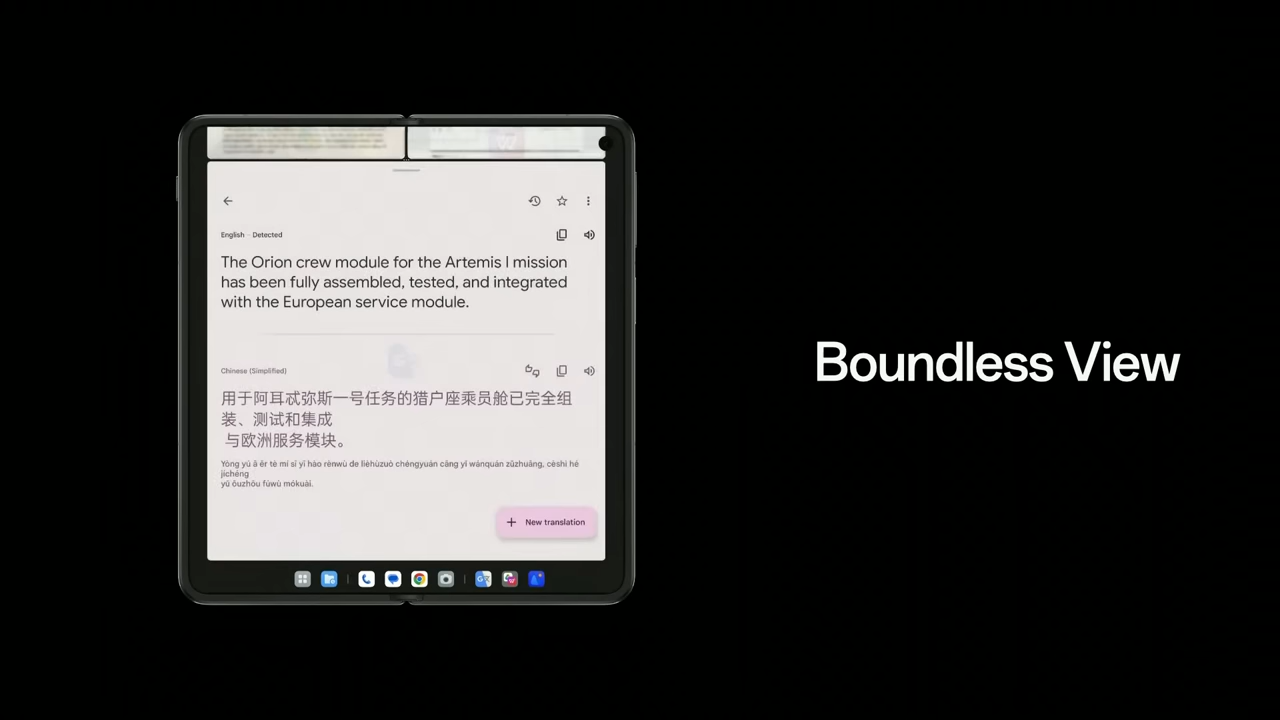 English - Detected
The Orion crew module for the Artemis I mission
has been fully assembled, tested, and integrated
with the European service module.
Chinese (Simplified)
用于阿耳忒弥斯一号任务的猎户座乘员舱已完全组
装、测试和集成
与欧洲服务模块。
Yòng yú ā ěr tè mí sī yī hào rènwù de lièhùzuò chéngyuán cāng yǐ wánquán zǔzhuāng, cèshì hé
jíchéng
yǔ ōuzhōu fúwù mókuài.
New translation
Boundless View